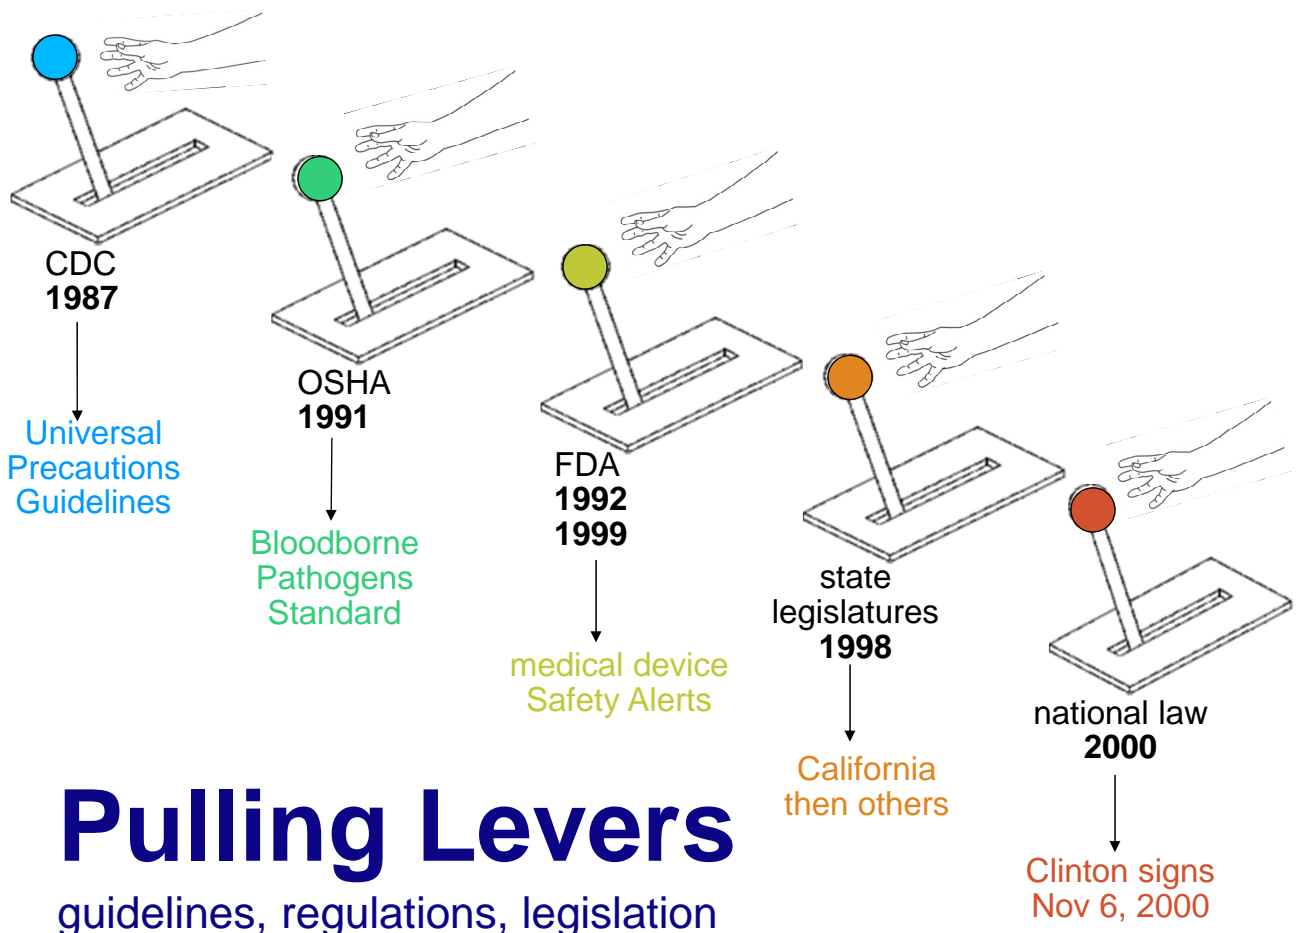 CDC
1987
Universal
Precautions
Guidelines
OSHA
1991
Bloodborne
Pathogens
Standard
FDA
1992
1999
medical device
Safety Alerts
state
legislatures
1998
California
then others
national law
2000
Clinton signs
Nov 6, 2000
Pulling Levers
guidelines, regulations, legislation